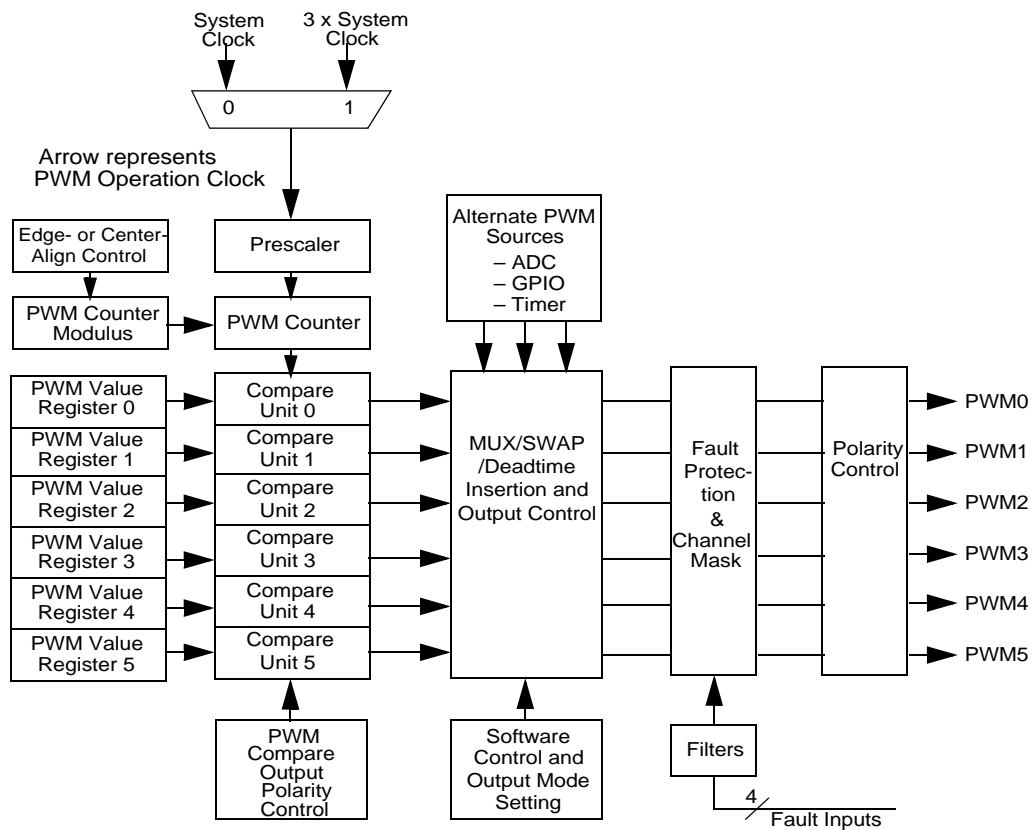 System
Clock
3 x System
Clock
0
1
Arrow represents
PWM Operation Clock
Edge- or Center-
Align Control
Prescaler
Alternate PWM
Sources
– ADC
– GPIO
– Timer
PWM Counter
Modulus
PWM Counter
PWM Value
Register 0
PWM Value
Register 1
PWM Value
Register 2
PWM Value
Register 3
PWM Value
Register 4
PWM Value
Register 5
Compare
Unit 0
Compare
Unit 1
Compare
Unit 2
Compare
Unit 3
Compare
Unit 4
Compare
Unit 5
MUX/SWAP
/Deadtime
Insertion and
Output Control
Fault
Protec-
tion
&
Channel
Mask
Polarity
Control
PWM0
PWM1
PWM2
PWM3
PWM4
PWM5
PWM
Compare
Output
Polarity
Control
Software
Control and
Output Mode
Setting
Filters
4
Fault Inputs